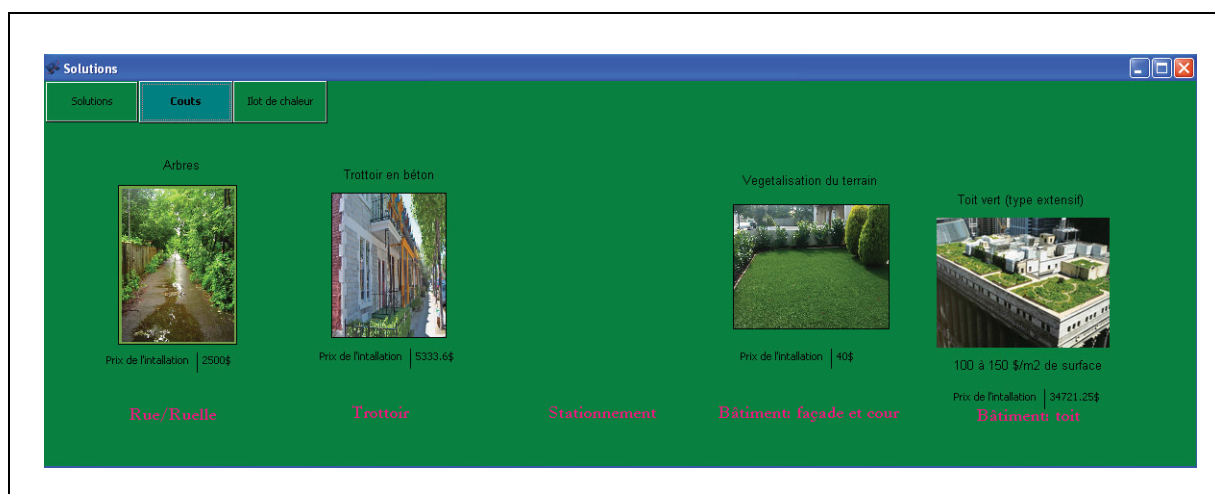 Solutions
Solutions
Couts
Ilot de chaleur
Arbres
Trottoir en béton
Vegetalisation du terrain
Toit vert (type extensif)
Prix de l'intallation | 2500$
Prix de l'intallation | 5333.6$
Prix de l'intallation | 40$
100 à 150 $/m2 de surface
Prix de l'intallation | 34721.25$
Rue/Ruelle
Trottoir
Stationnement
Bâtiment: façade et cour
Bâtiment: toit